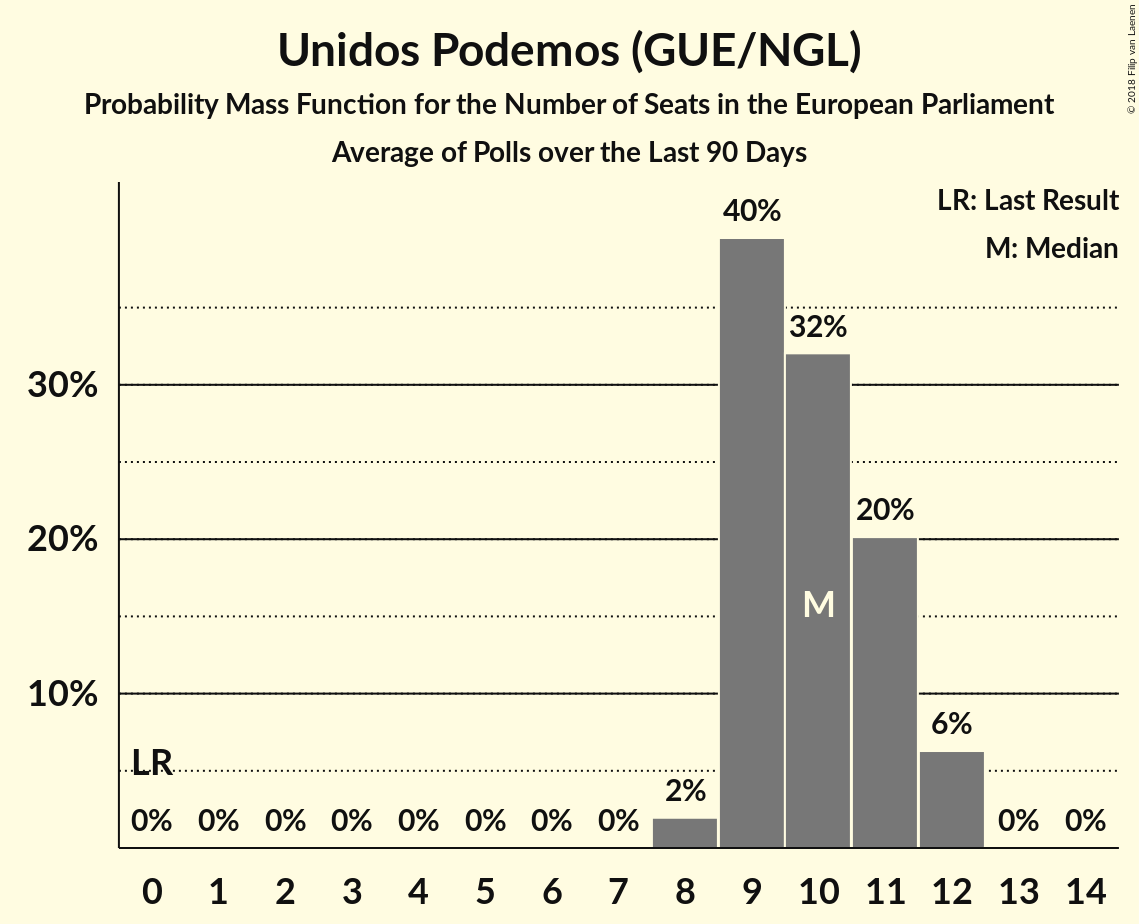 Unidos Podemos (GUE/NGL)
Probability Mass Function for the Number of Seats in the European Parliament
Average of Polls over the Last 90 Days
© 2018 Filip van Laenen
LR: Last Result
M: Median
40%
32%
30%
20%
20%
M
10%
6%
LR
2%
0% 0% 0% 0% 0% 0% 0% 0% 0% 0%
0 1 2 3 4 5 6 7 8 9 10 11 12 13 14